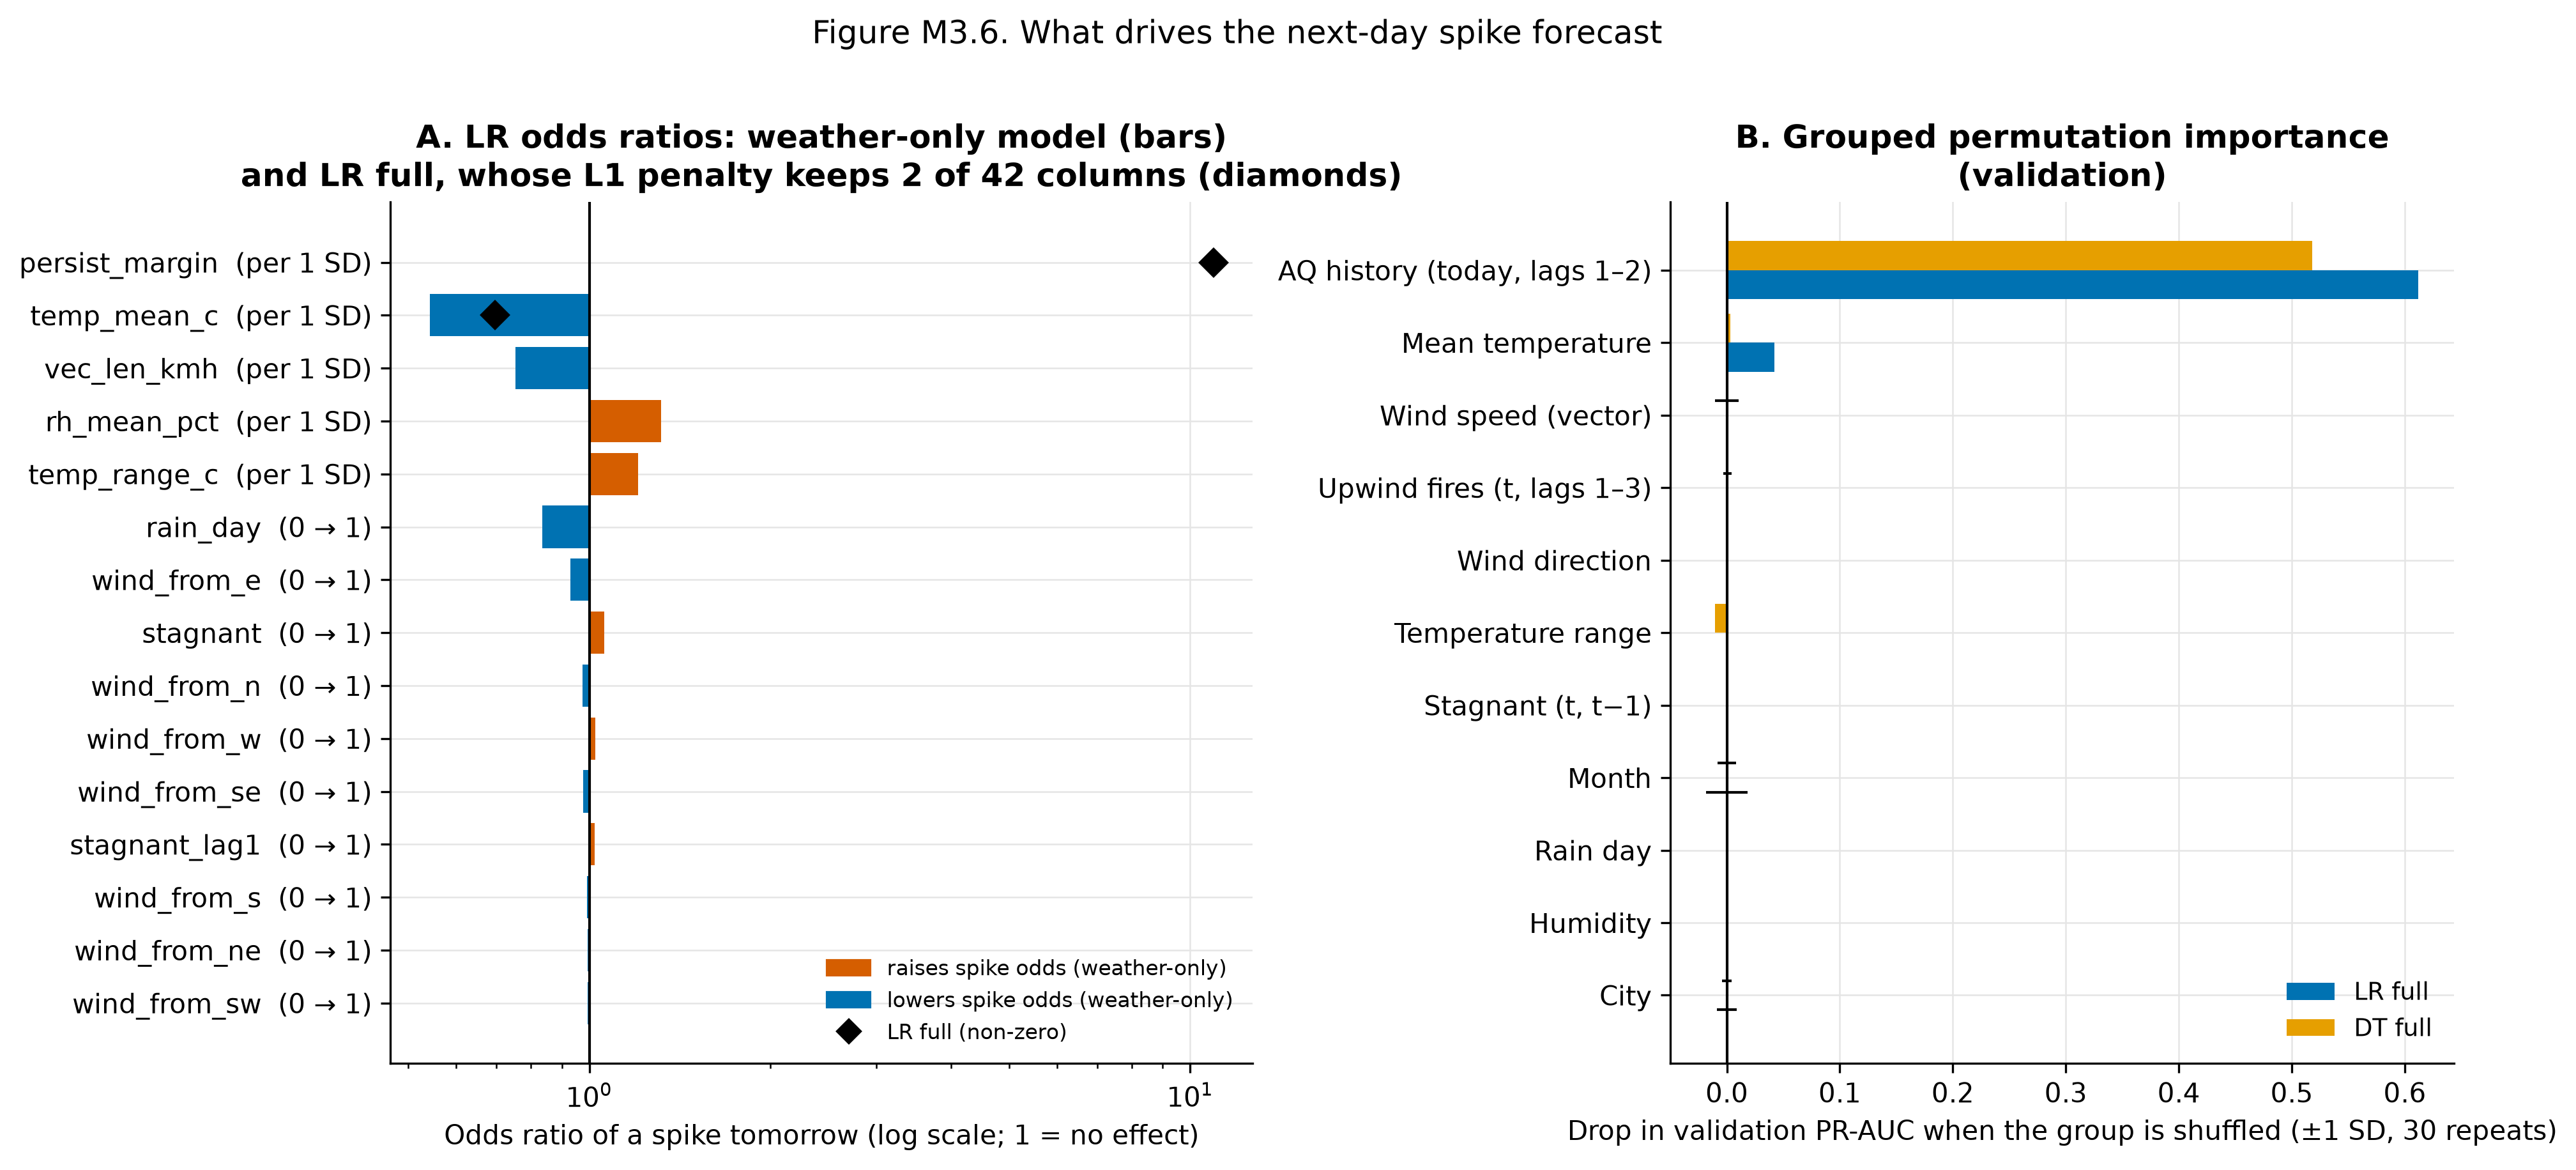 Figure M3.6. What drives the next-day spike forecast
A. LR odds ratios: weather-only model (bars)
and LR full, whose L1 penalty keeps 2 of 42 columns (diamonds)
persist_margin (per 1 SD)
temp_mean_c (per 1 SD)
vec_len_kmh (per 1 SD)
rh_mean_pct (per 1 SD)
temp_range_c (per 1 SD)
rain_day (0 → 1)
wind_from_e (0 → 1)
stagnant (0 → 1)
wind_from_n (0 → 1)
wind_from_w (0 → 1)
wind_from_se (0 → 1)
stagnant_lag1 (0 → 1)
wind_from_s (0 → 1)
wind_from_ne (0 → 1)
wind_from_sw (0 → 1)
raises spike odds (weather-only)
lowers spike odds (weather-only)
LR full (non-zero)
10⁰ 10¹
Odds ratio of a spike tomorrow (log scale; 1 = no effect)
B. Grouped permutation importance
(validation)
AQ history (today, lags 1–2)
Mean temperature
Wind speed (vector)
Upwind fires (t, lags 1–3)
Wind direction
Temperature range
Stagnant (t, t−1)
Month
Rain day
Humidity
City
LR full
DT full
0.0 0.1 0.2 0.3 0.4 0.5 0.6
Drop in validation PR-AUC when the group is shuffled (±1 SD, 30 repeats)